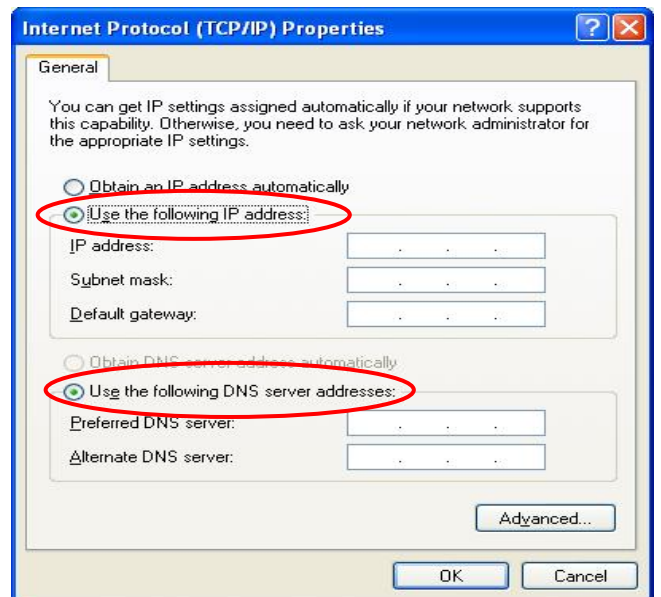 Internet Protocol (TCP/IP) Properties
General
You can get IP settings assigned automatically if your network supports
this capability. Otherwise, you need to ask your network administrator for
the appropriate IP settings.
Obtain an IP address automatically
Use the following IP address:
IP address:
Subnet mask:
Default gateway:
Obtain DNS server address automatically
Use the following DNS server addresses:
Preferred DNS server:
Alternate DNS server:
Advanced...
OK Cancel